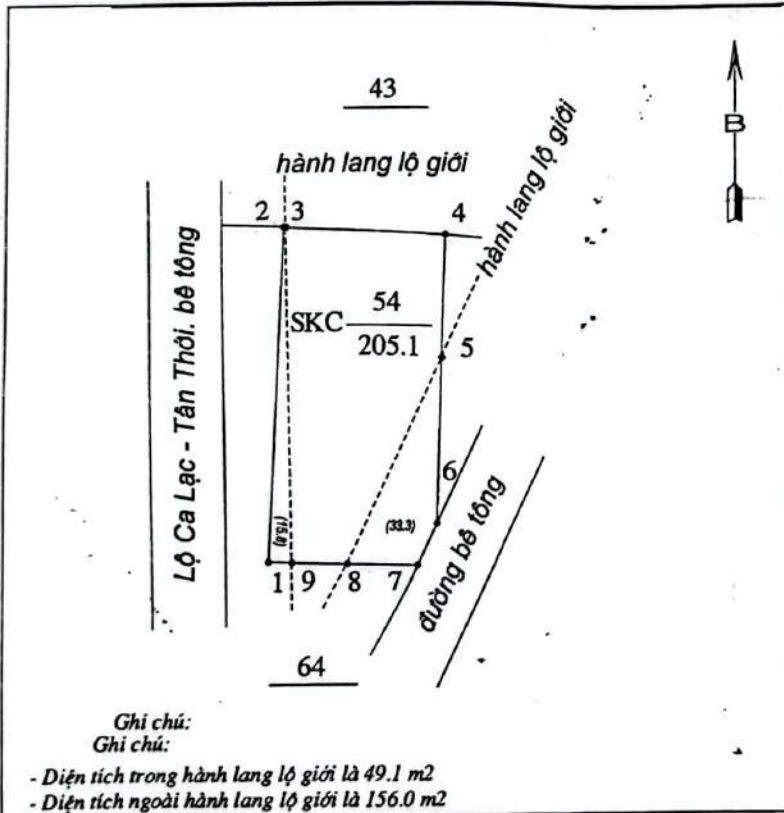 43
B
hành lang lộ giới
hành lang lộ giới
2 3 4
Lộ Ca Lạc - Tân Thới. bê tông
SKC 54
205.1
5
6
(15.8)
(33.3)
1 9 8 7
đường bê tông
64
Ghi chú:
Ghi chú:
- Diện tích trong hành lang lộ giới là 49.1 m2
- Diện tích ngoài hành lang lộ giới là 156.0 m2